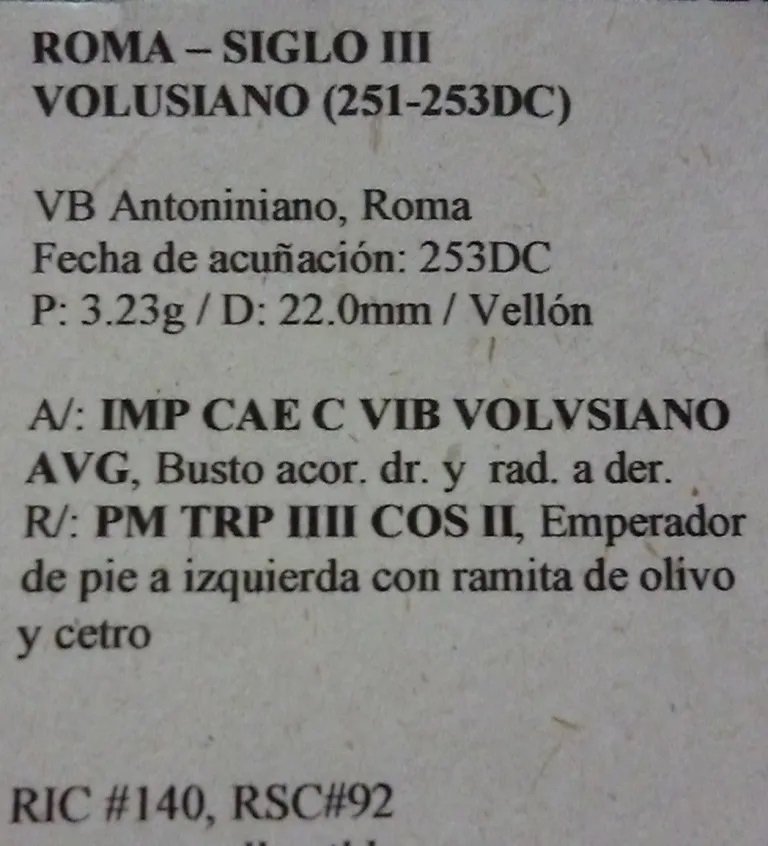 ROMA – SIGLO III
VOLUSIANO (251-253DC)
VB Antoniniano, Roma
Fecha de acuñación: 253DC
P: 3.23g / D: 22.0mm / Vellón
A/: IMP CAE C VIB VOLVSIANO
AVG, Busto acor. dr. y rad. a der.
R/: PM TRP IIII COS II, Emperador
de pie a izquierda con ramita de olivo
y cetro
RIC #140, RSC#92